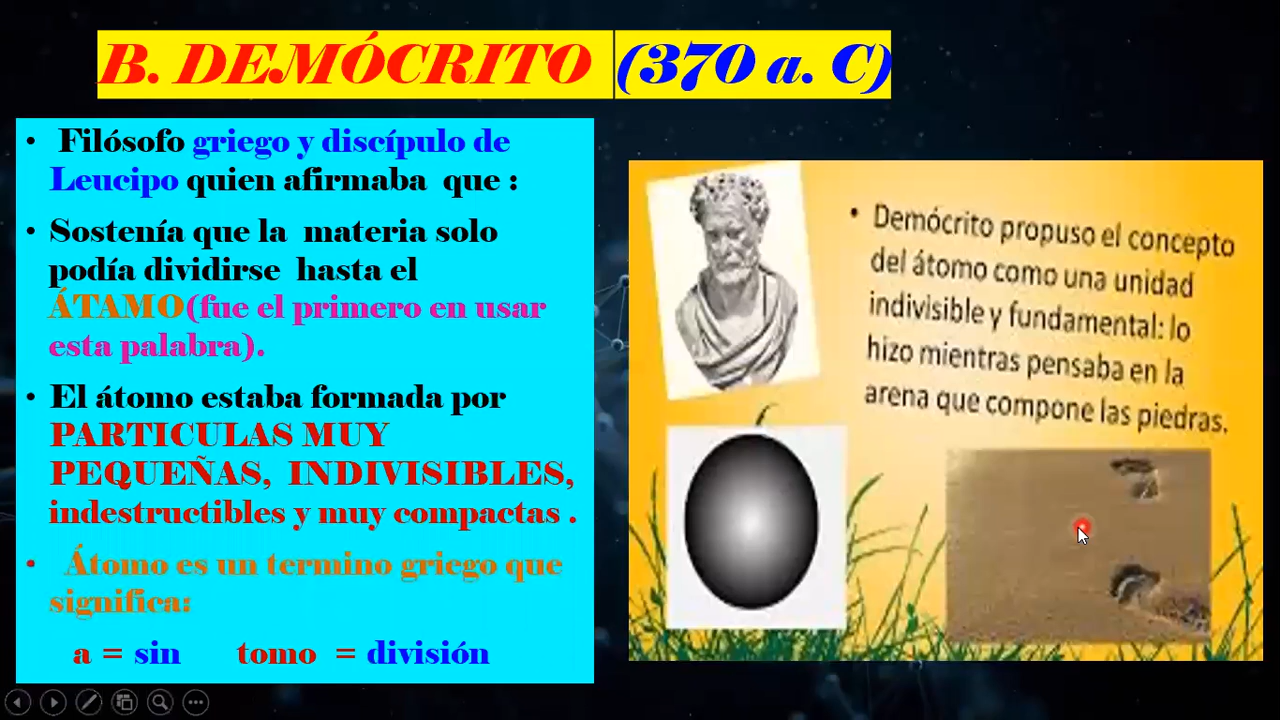 B. DEMÓCRITO (370 a. C)
• Filósofo griego y discípulo de
Leucipo quien afirmaba que :
• Sostenía que la materia solo
podía dividirse hasta el
ÁTAMO(fue el primero en usar
esta palabra).
• El átomo estaba formada por
PARTICULAS MUY
PEQUEÑAS, INDIVISIBLES,
indestructibles y muy compactas .
• Átomo es un termino griego que
significa:
a = sin tomo = división
• Demócrito propuso el concepto
del átomo como una unidad
indivisible y fundamental: lo
hizo mientras pensaba en la
arena que compone las piedras.